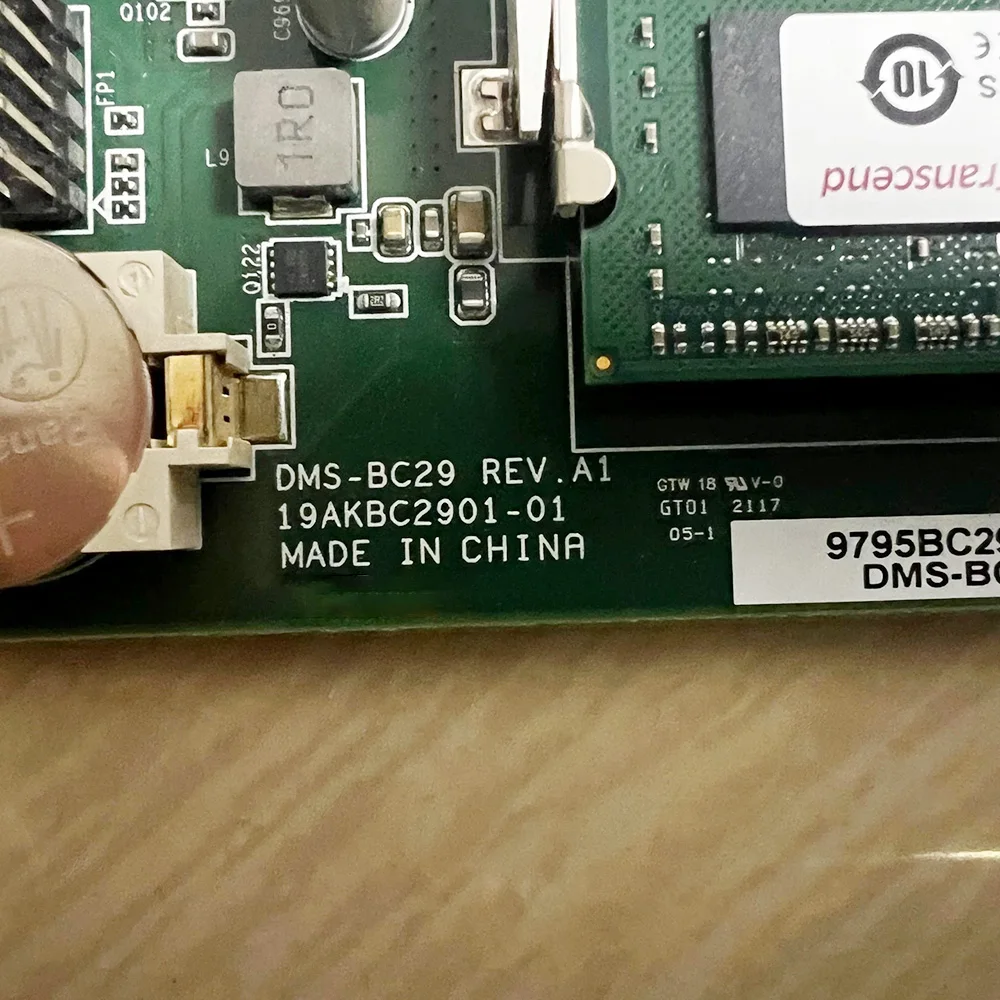 Q102
C96
FP1
1R0
L9
10
ranscend
Q122
DMS-BC29 REV.A1
19AKBC2901-01
MADE IN CHINA
GTW 18 V-0
GT01 2117
05-1
9795BC29
DMS-BC